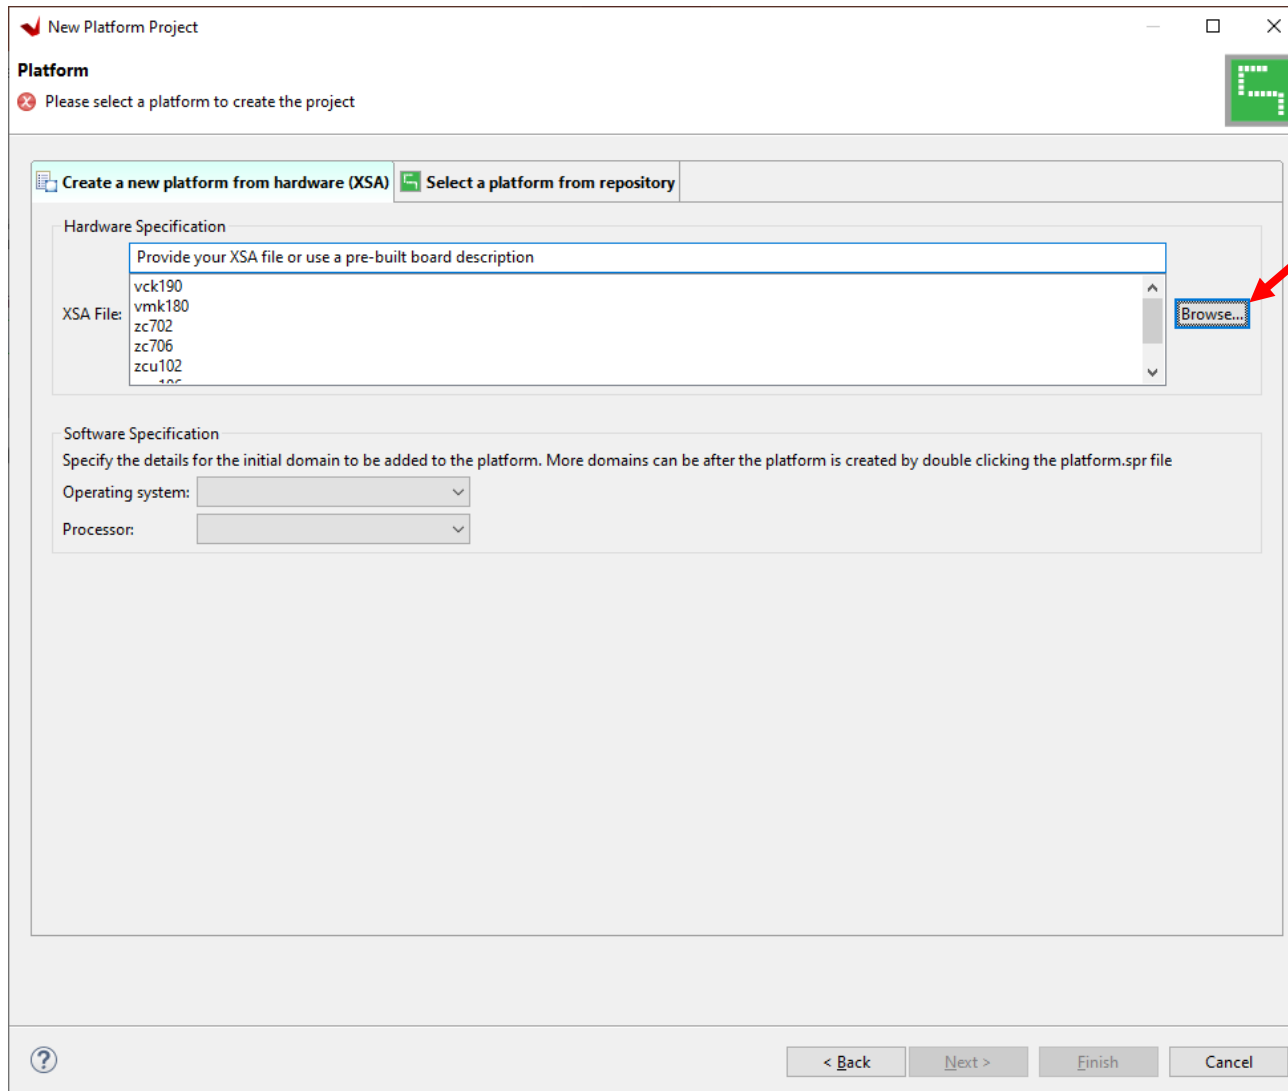 New Platform Project
Platform
Please select a platform to create the project
Create a new platform from hardware (XSA)
Select a platform from repository
Hardware Specification
Provide your XSA file or use a pre-built board description
XSA File:
vck190
vmk180
zc702
zc706
zcu102
Browse...
Software Specification
Specify the details for the initial domain to be added to the platform. More domains can be after the platform is created by double clicking the platform.spr file
Operating system:
Processor:
?
< Back
Next >
Finish
Cancel